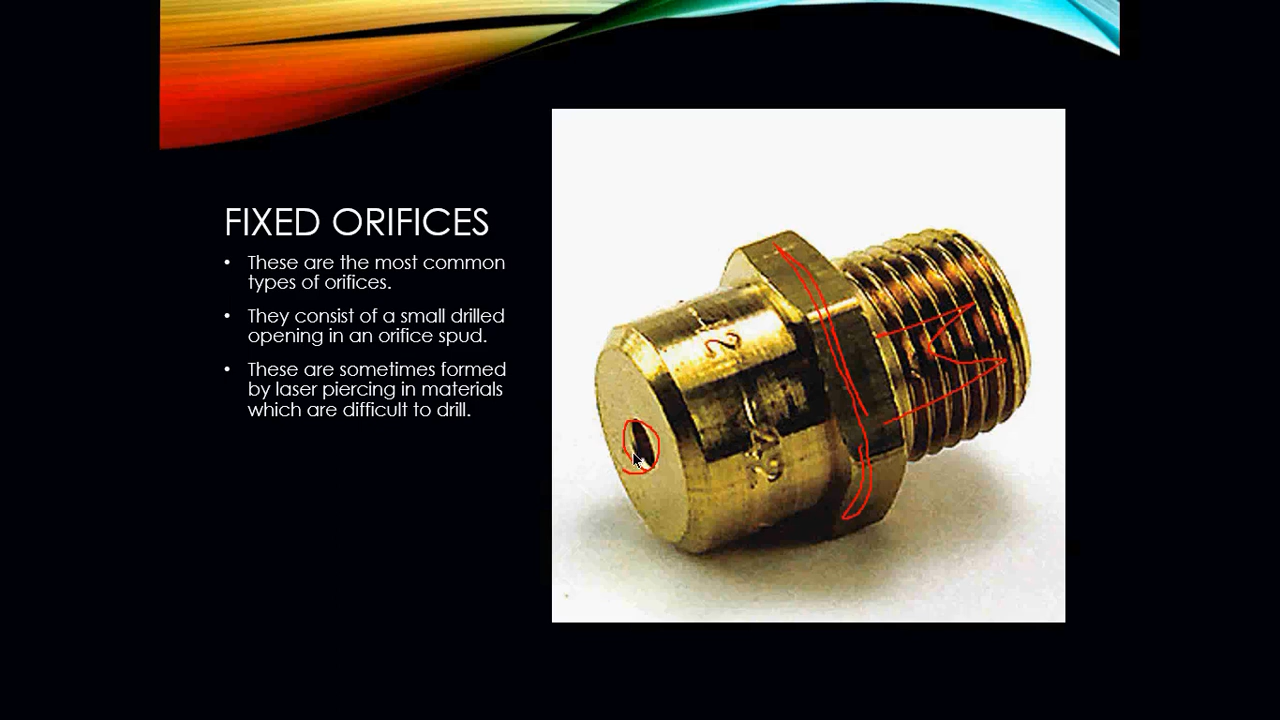 FIXED ORIFICES
• These are the most common
types of orifices.
• They consist of a small drilled
opening in an orifice spud.
• These are sometimes formed
by laser piercing in materials
which are difficult to drill.